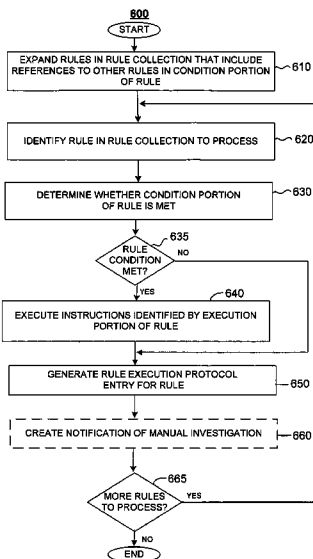 600
START
EXPAND RULES IN RULE COLLECTION THAT INCLUDE
REFERENCES TO OTHER RULES IN CONDITION PORTION
OF RULE
610
IDENTIFY RULE IN RULE COLLECTION TO PROCESS
620
DETERMINE WHETHER CONDITION PORTION
OF RULE IS MET
630
635
RULE
CONDITION
MET?
NO
YES
640
EXECUTE INSTRUCTIONS IDENTIFIED BY EXECUTION
PORTION OF RULE
GENERATE RULE EXECUTION PROTOCOL
ENTRY FOR RULE
650
CREATE NOTIFICATION OF MANUAL INVESTIGATION
660
665
MORE RULES
TO PROCESS?
YES
NO
END